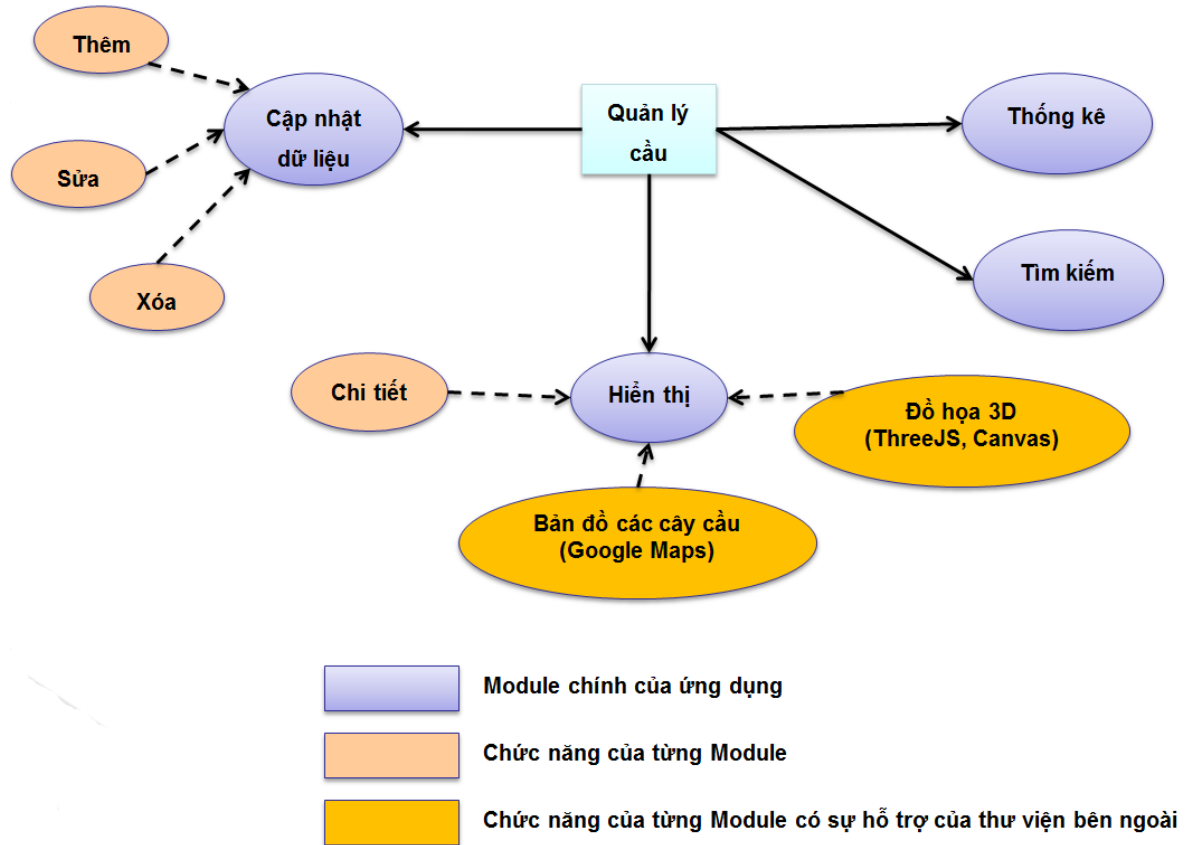 Thêm
Cập nhật
dữ liệu
Sửa
Xóa
Quản lý
cầu
Thống kê
Tìm kiếm
Chi tiết
Hiển thị
Đồ họa 3D
(ThreeJS, Canvas)
Bản đồ các cây cầu
(Google Maps)
Module chính của ứng dụng
Chức năng của từng Module
Chức năng của từng Module có sự hỗ trợ của thư viện bên ngoài